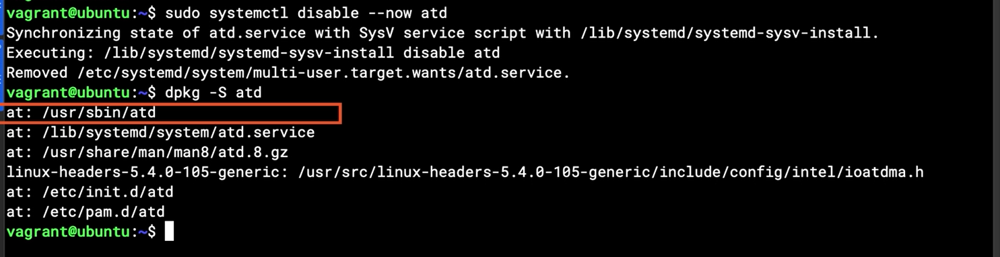 vagrant@ubuntu:~$ sudo systemctl disable --now atd
Synchronizing state of atd.service with SysV service script with /lib/systemd/systemd-sysv-install.
Executing: /lib/systemd/systemd-sysv-install disable atd
Removed /etc/systemd/system/multi-user.target.wants/atd.service.
vagrant@ubuntu:~$ dpkg -S atd
at: /usr/sbin/atd
at: /lib/systemd/system/atd.service
at: /usr/share/man/man8/atd.8.gz
linux-headers-5.4.0-105-generic: /usr/src/linux-headers-5.4.0-105-generic/include/config/intel/ioatdma.h
at: /etc/init.d/atd
at: /etc/pam.d/atd
vagrant@ubuntu:~$